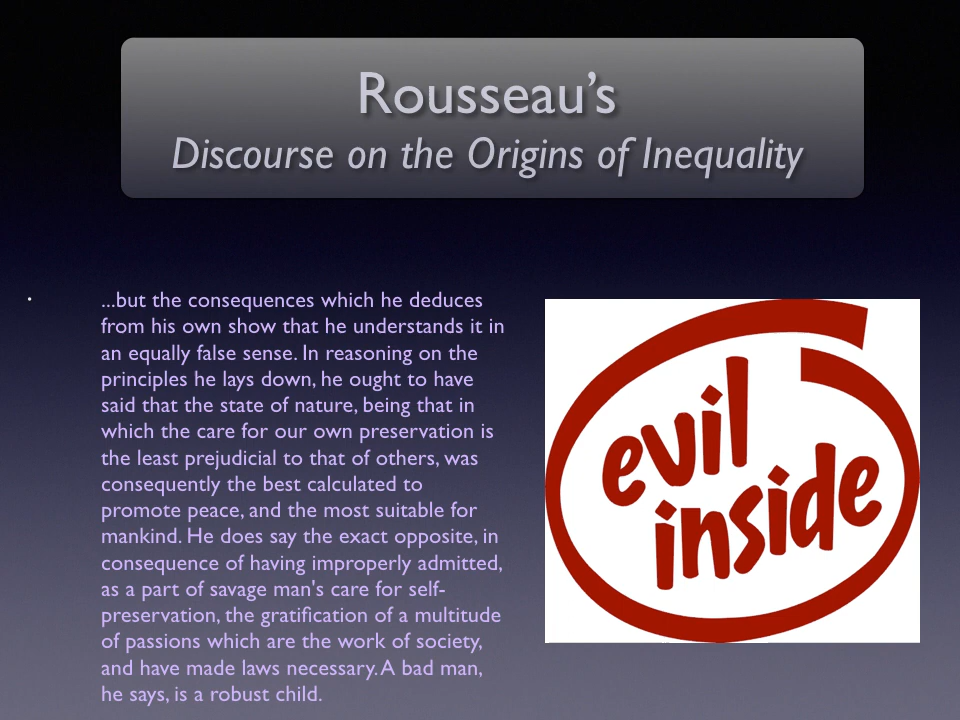 Rousseau’s
Discourse on the Origins of Inequality
...but the consequences which he deduces
from his own show that he understands it in
an equally false sense. In reasoning on the
principles he lays down, he ought to have
said that the state of nature, being that in
which the care for our own preservation is
the least prejudicial to that of others, was
consequently the best calculated to
promote peace, and the most suitable for
mankind. He does say the exact opposite, in
consequence of having improperly admitted,
as a part of savage man's care for self-
preservation, the gratification of a multitude
of passions which are the work of society,
and have made laws necessary. A bad man,
he says, is a robust child.
evil
inside